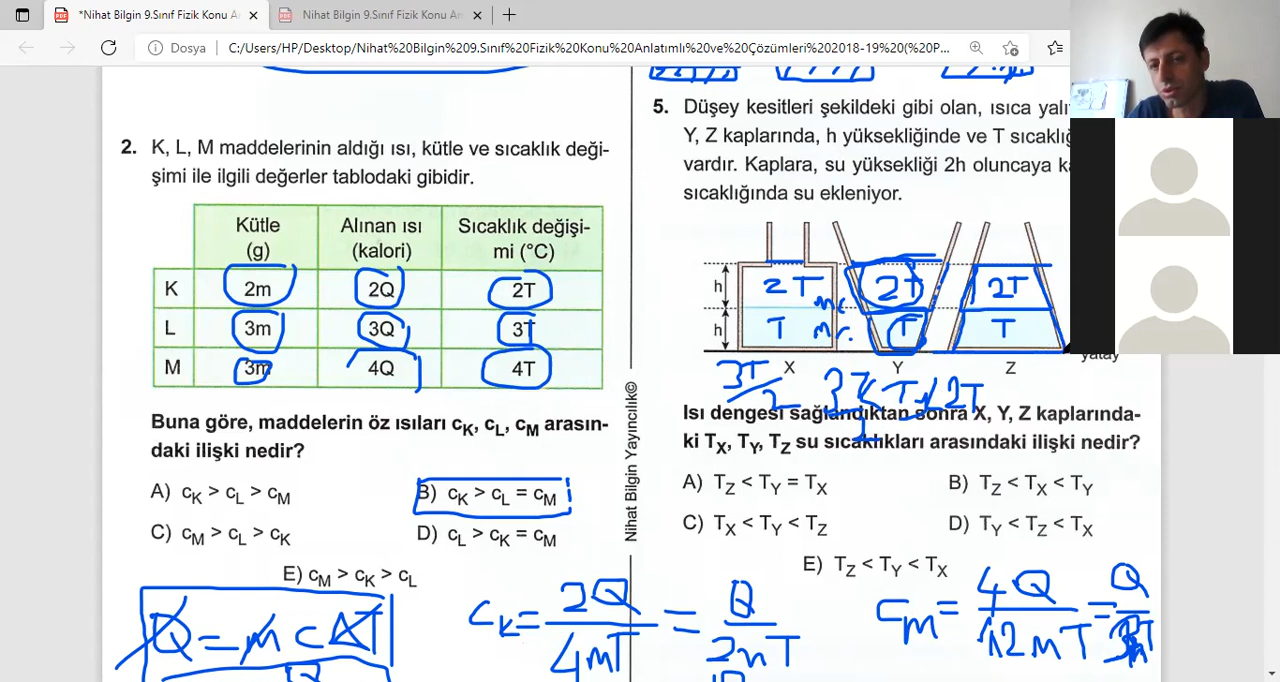 *Nihat Bilgin 9.Sınıf Fizik Konu A
Nihat Bilgin 9.Sınıf Fizik Konu An
Dosya
C:/Users/HP/Desktop/Nihat%20Bilgin%209.Sınıf%20Fizik%20Konu%20Anlatımlı%20ve%20Çözümleri%202018-19%20(%20P...
2. K, L, M maddelerinin aldığı ısı, kütle ve sıcaklık deği-
şimi ile ilgili değerler tablodaki gibidir.
Kütle (g) Alınan ısı (kalori) Sıcaklık değişi-mi (°C)
K 2m 2Q 2T
L 3m 3Q 3T
M 3m 4Q 4T
Buna göre, maddelerin öz ısıları cK, cL, cM arasın-
daki ilişki nedir?
A) cK > cL > cM
B) cK > cL = cM
C) cM > cL > cK
D) cL > cK = cM
E) cM > cK > cL
Q = m c ΔT
cK = 2Q / 4mT = Q / 2mT
Nihat Bilgin Yayıncılık©
5. Düşey kesitleri şekildeki gibi olan, ısıca yalı
Y, Z kaplarında, h yüksekliğinde ve T sıcaklığ
vardır. Kaplara, su yüksekliği 2h oluncaya k
sıcaklığında su ekleniyor.
h 2T 2T 2T
h T T T
X Y Z
yatay
3T/2
T 2T
Isı dengesi sağlandıktan sonra X, Y, Z kaplarında-
ki TX, TY, TZ su sıcaklıkları arasındaki ilişki nedir?
A) TZ < TY = TX
B) TZ < TX < TY
C) TX < TY < TZ
D) TY < TZ < TX
E) TZ < TY < TX
cM = 4Q / 12mT = Q / 3mT